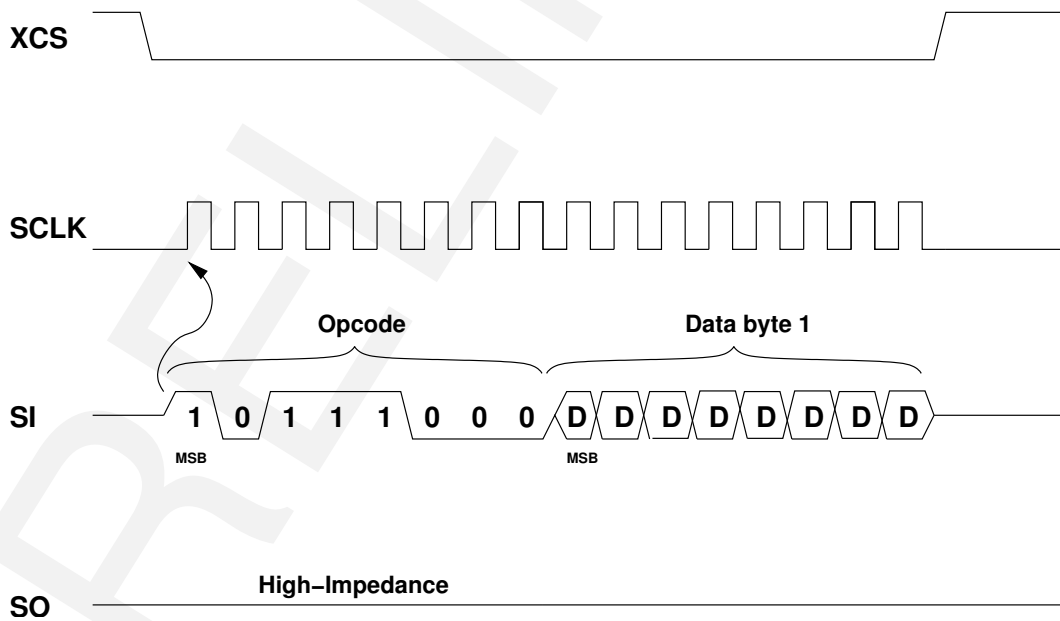 XCS
SCLK
Opcode Data byte 1
SI 1 0 1 1 1 0 0 0 D D D D D D D D
MSB MSB
High−Impedance
SO